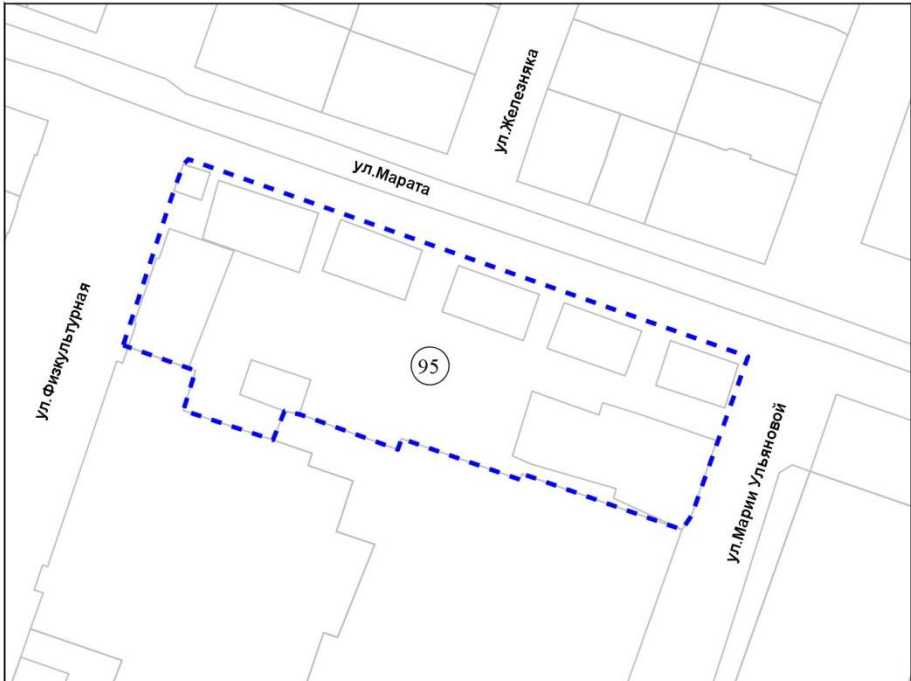 ул.Железняка
ул.Марата
ул.Физкультурная
95
ул.Марии Ульяновой